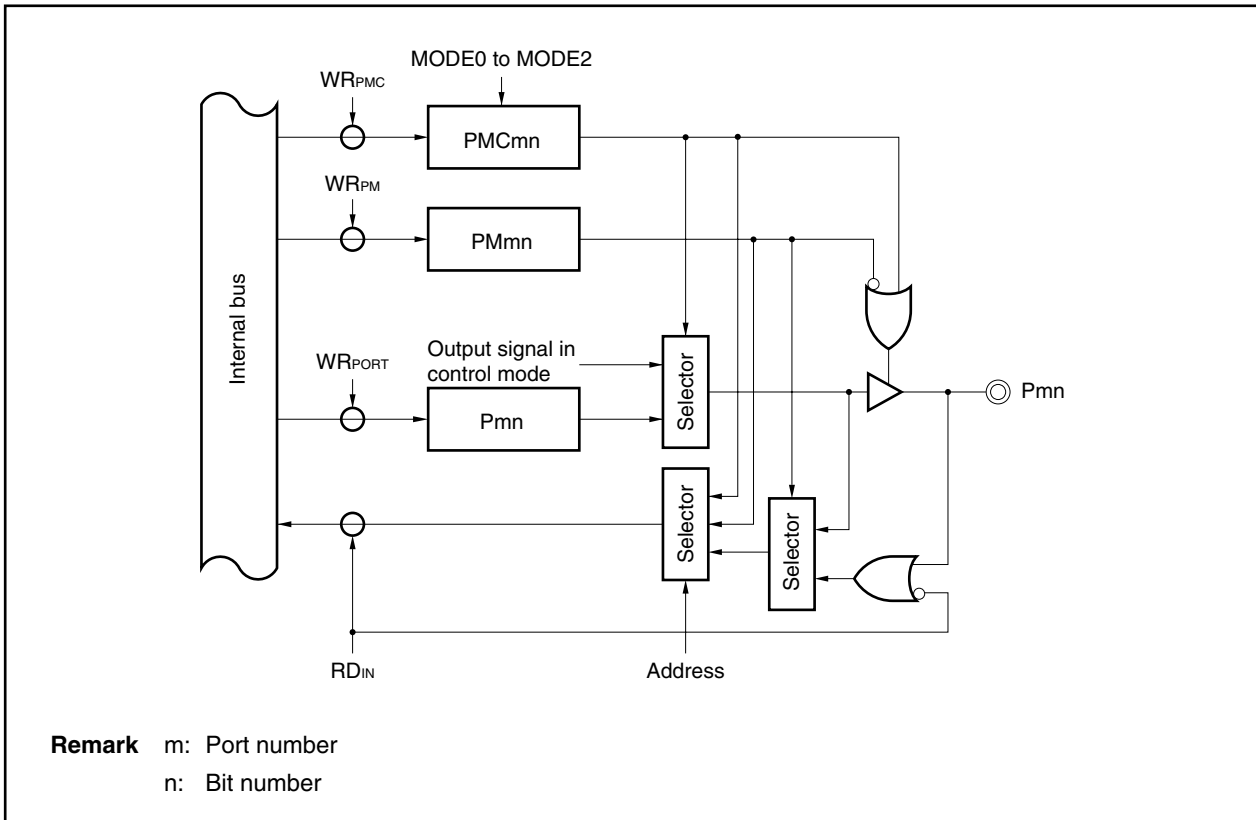 MODE0 to MODE2
WRPMC
PMCmn
WRPM
PMmn
Internal bus
Output signal in
control mode
WRPORT
Pmn
Selector
Pmn
Selector
Selector
RDIN
Address
Remark m: Port number
n: Bit number